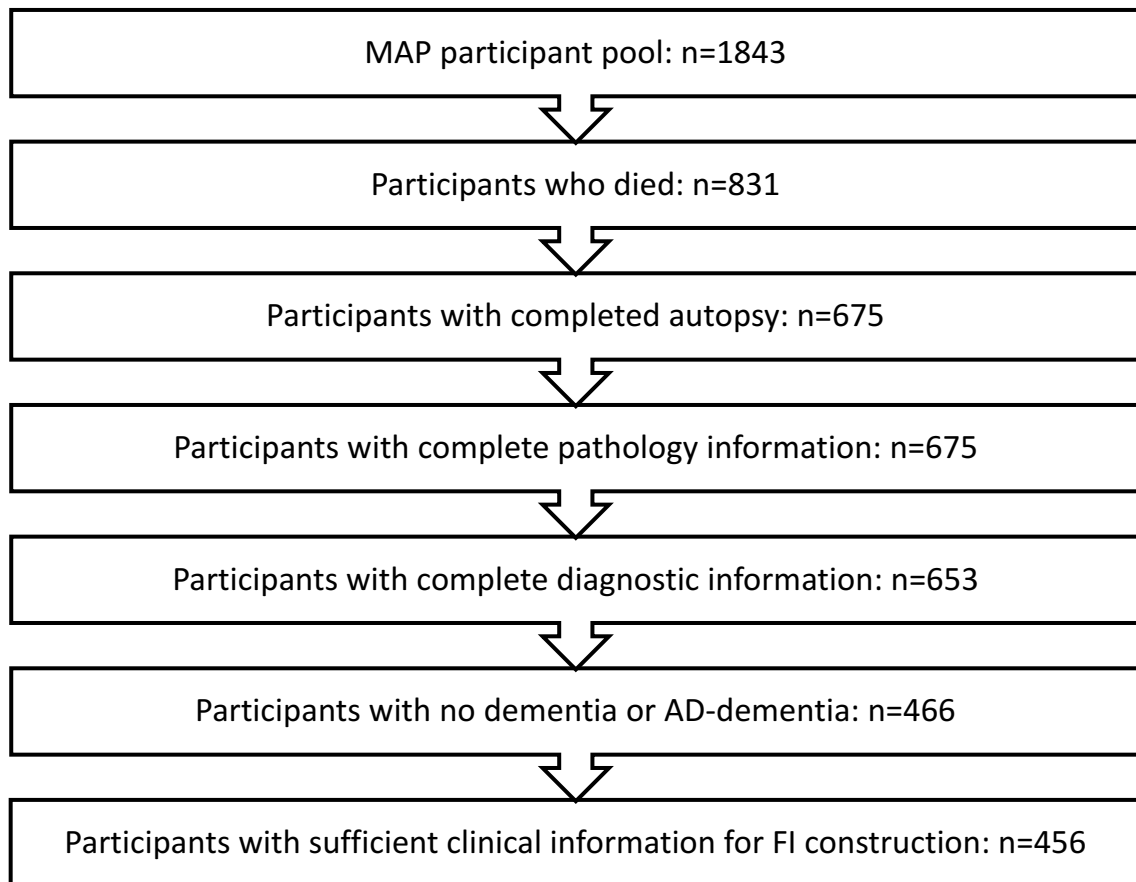 MAP participant pool: n=1843
Participants who died: n=831
Participants with completed autopsy: n=675
Participants with complete pathology information: n=675
Participants with complete diagnostic information: n=653
Participants with no dementia or AD-dementia: n=466
Participants with sufficient clinical information for FI construction: n=456